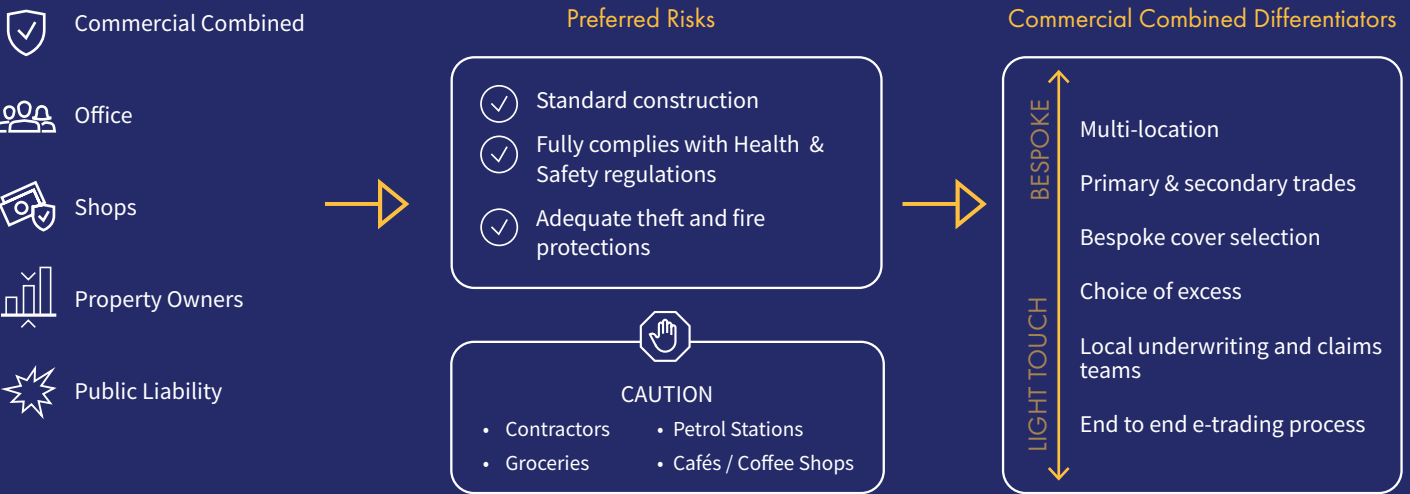 Commercial Combined
Office
Shops
Property Owners
Public Liability
Preferred Risks
Standard construction
Fully complies with Health &
Safety regulations
Adequate theft and fire
protections
CAUTION
• Contractors
• Groceries
• Petrol Stations
• Cafés / Coffee Shops
Commercial Combined Differentiators
BESPOKE
LIGHT TOUCH
Multi-location
Primary & secondary trades
Bespoke cover selection
Choice of excess
Local underwriting and claims
teams
End to end e-trading process